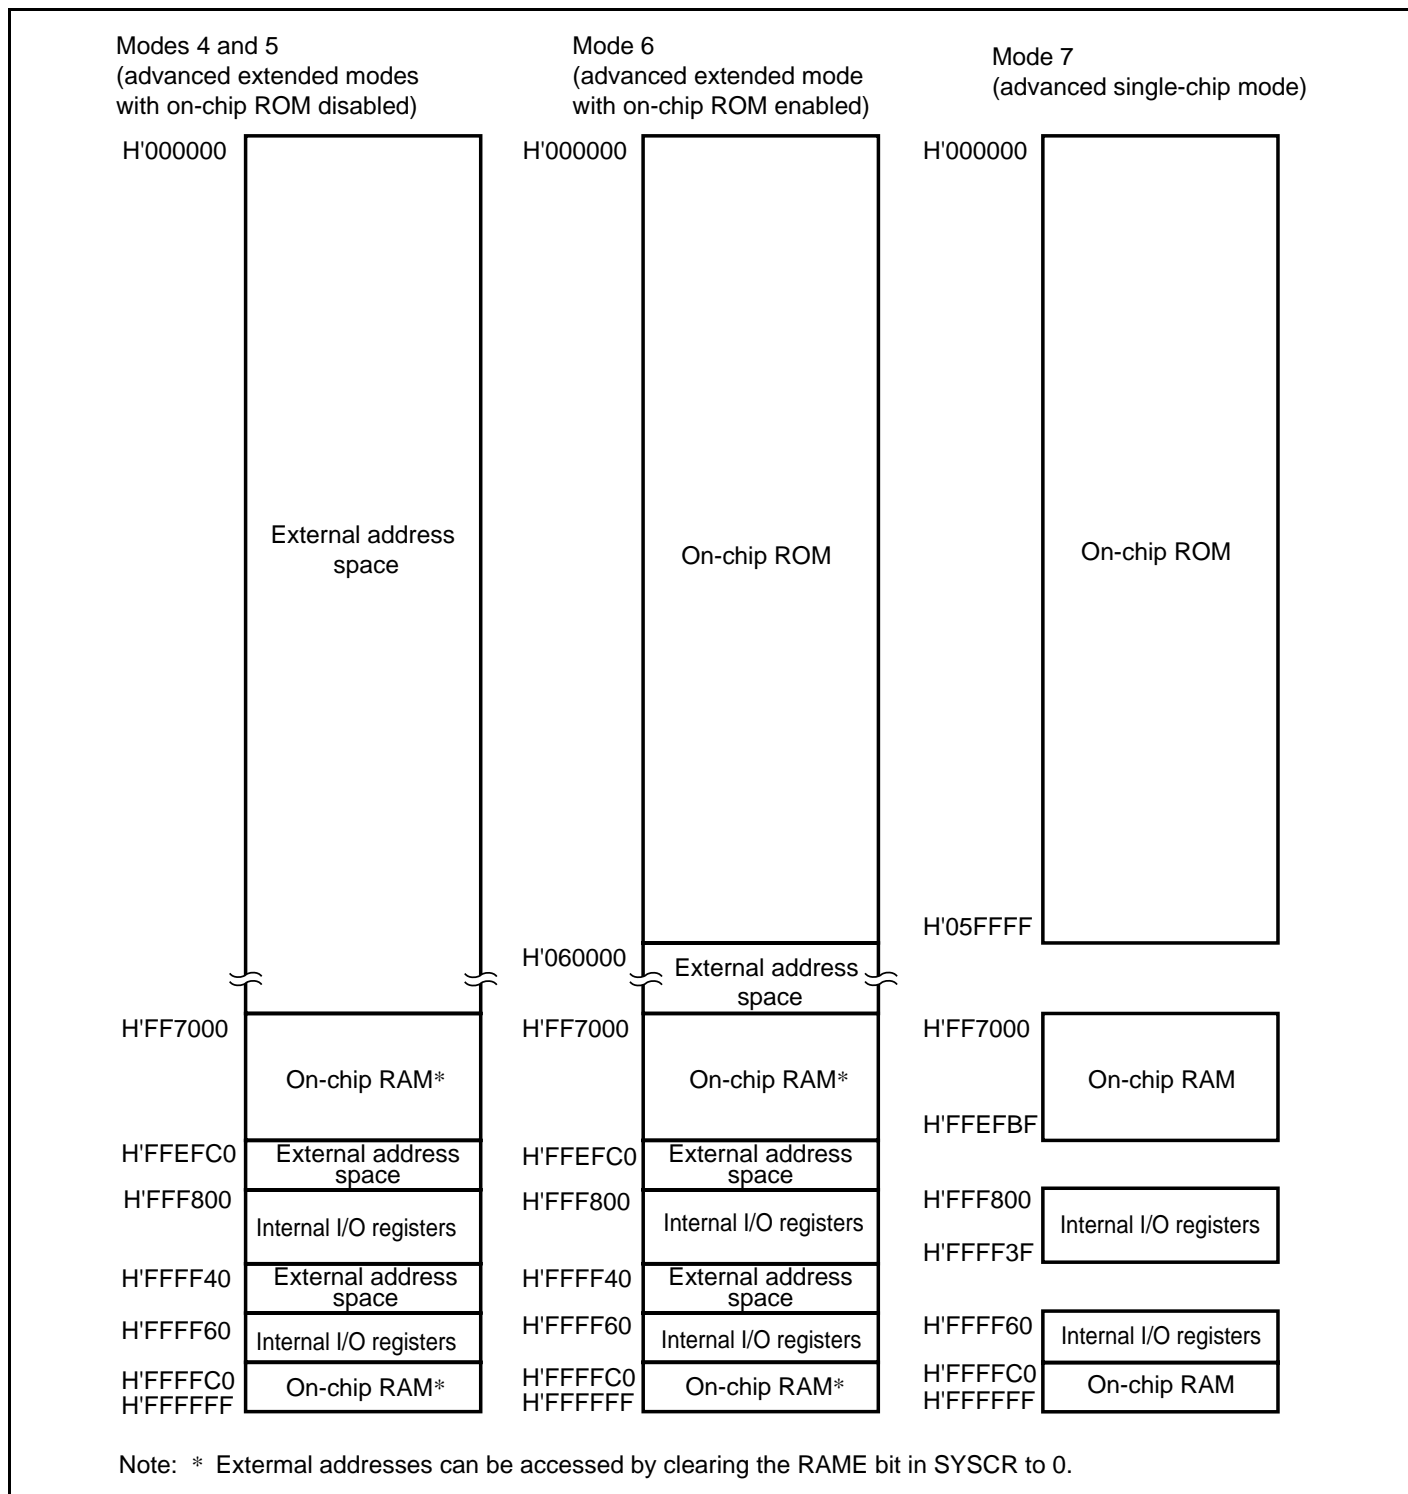 Modes 4 and 5
(advanced extended modes
with on-chip ROM disabled)
H'000000
External address
space
H'FF7000
On-chip RAM*
H'FFEFC0
External address
space
H'FFF800
Internal I/O registers
H'FFFF40
External address
space
H'FFFF60
Internal I/O registers
H'FFFFC0
On-chip RAM*
H'FFFFFF
Mode 6
(advanced extended mode
with on-chip ROM enabled)
H'000000
On-chip ROM
H'060000
External address
space
H'FF7000
On-chip RAM*
H'FFEFC0
External address
space
H'FFF800
Internal I/O registers
H'FFFF40
External address
space
H'FFFF60
Internal I/O registers
H'FFFFC0
On-chip RAM*
H'FFFFFF
Mode 7
(advanced single-chip mode)
H'000000
On-chip ROM
H'05FFFF
H'FF7000
On-chip RAM
H'FFEFBF
H'FFF800
Internal I/O registers
H'FFFF3F
H'FFFF60
Internal I/O registers
H'FFFFC0
On-chip RAM
H'FFFFFF
Note: * Extermal addresses can be accessed by clearing the RAME bit in SYSCR to 0.